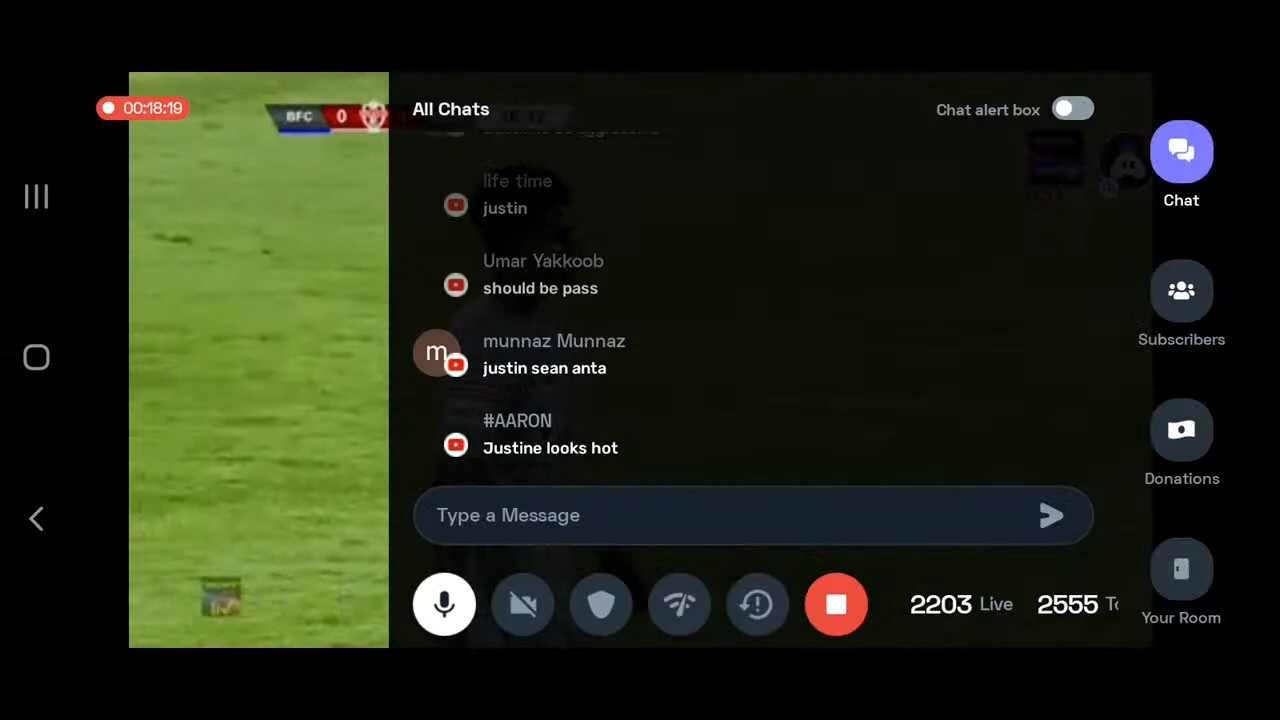 00:18:19
BFC 0
All Chats
Chat alert box
life time
justin
Umar Yakkoob
should be pass
m
munnaz Munnaz
justin sean anta
#AARON
Justine looks hot
Type a Message
2203 Live
2555
Chat
Subscribers
Donations
Your Room